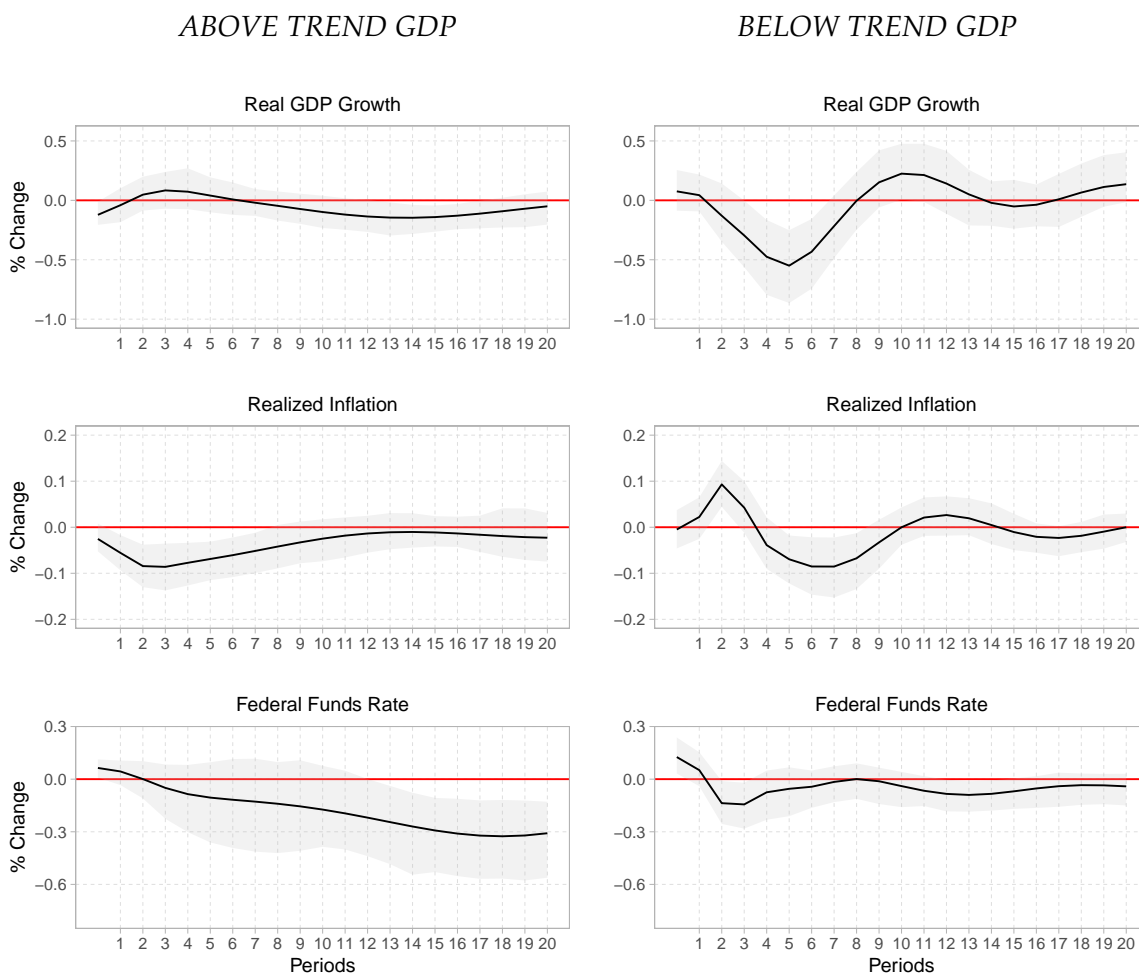 ABOVE TREND GDP
BELOW TREND GDP
Real GDP Growth
% Change
0.5
0.0
−0.5
−1.0
1 2 3 4 5 6 7 8 9 10 11 12 13 14 15 16 17 18 19 20
Real GDP Growth
0.5
0.0
−0.5
−1.0
1 2 3 4 5 6 7 8 9 10 11 12 13 14 15 16 17 18 19 20
Realized Inflation
% Change
0.2
0.1
0.0
−0.1
−0.2
1 2 3 4 5 6 7 8 9 10 11 12 13 14 15 16 17 18 19 20
Realized Inflation
0.2
0.1
0.0
−0.1
−0.2
1 2 3 4 5 6 7 8 9 10 11 12 13 14 15 16 17 18 19 20
Federal Funds Rate
% Change
0.3
0.0
−0.3
−0.6
1 2 3 4 5 6 7 8 9 10 11 12 13 14 15 16 17 18 19 20
Periods
Federal Funds Rate
0.3
0.0
−0.3
−0.6
1 2 3 4 5 6 7 8 9 10 11 12 13 14 15 16 17 18 19 20
Periods